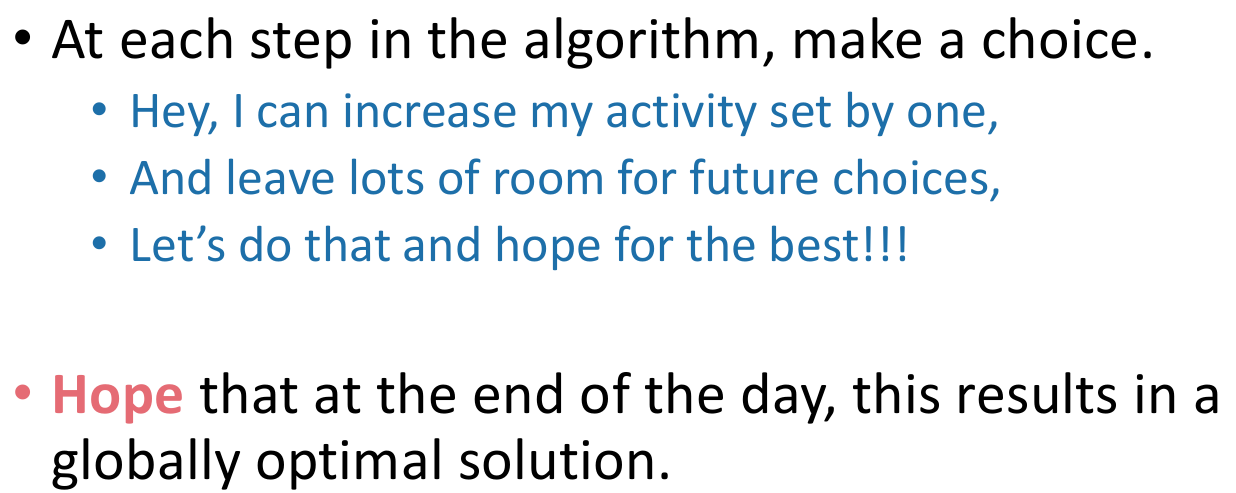 • At each step in the algorithm, make a choice.
• Hey, I can increase my activity set by one,
• And leave lots of room for future choices,
• Let’s do that and hope for the best!!!
• Hope that at the end of the day, this results in a
globally optimal solution.